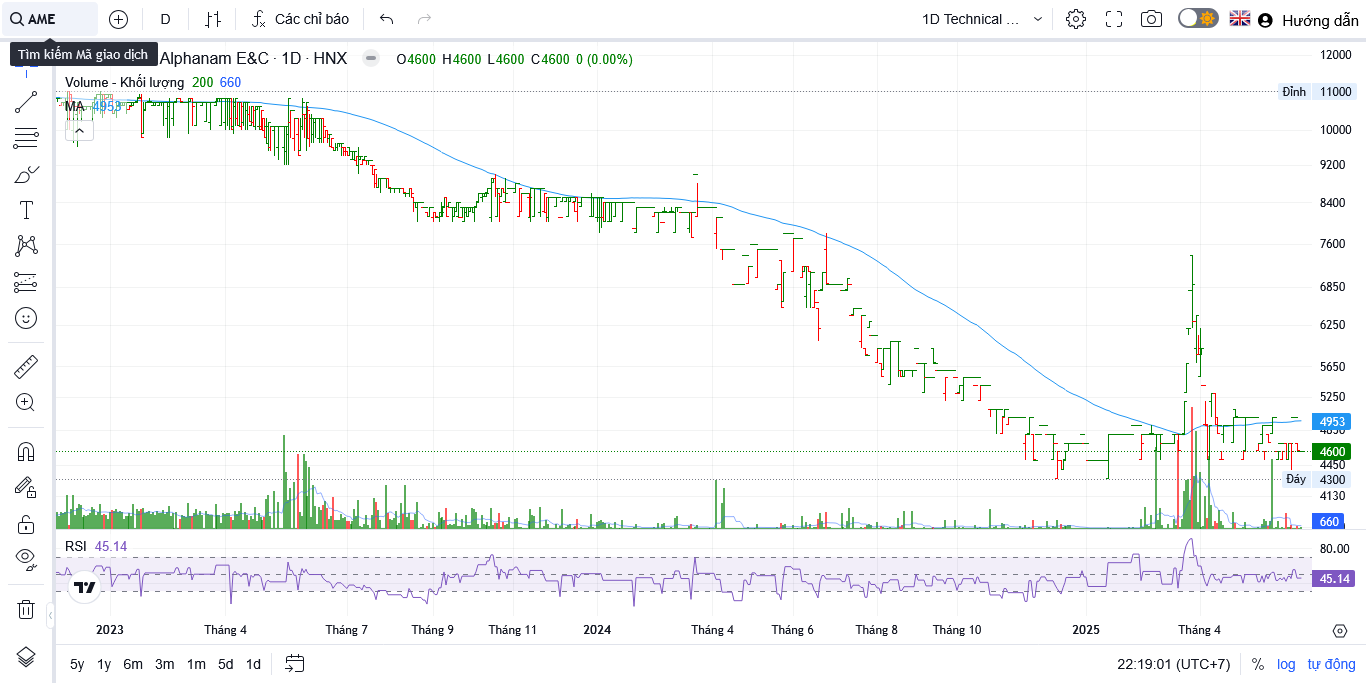 AME
D
Các chỉ báo
1D Technical ...
Hướng dẫn
Tìm kiếm Mã giao dịch
Alphanam E&C · 1D · HNX
O4600 H4600 L4600 C4600 0 (0.00%)
Volume - Khối lượng 200 660
MA 4953
12000
Đỉnh 11000
10000
9200
8400
7600
6850
6250
5650
5250
4953
4850
4600
4450
Đáy 4300
4130
660
RSI 45.14
80.00
45.14
2023 Tháng 4 Tháng 7 Tháng 9 Tháng 11 2024 Tháng 4 Tháng 6 Tháng 8 Tháng 10 2025 Tháng 4
5y 1y 6m 3m 1m 5d 1d
22:19:01 (UTC+7) % log tự động